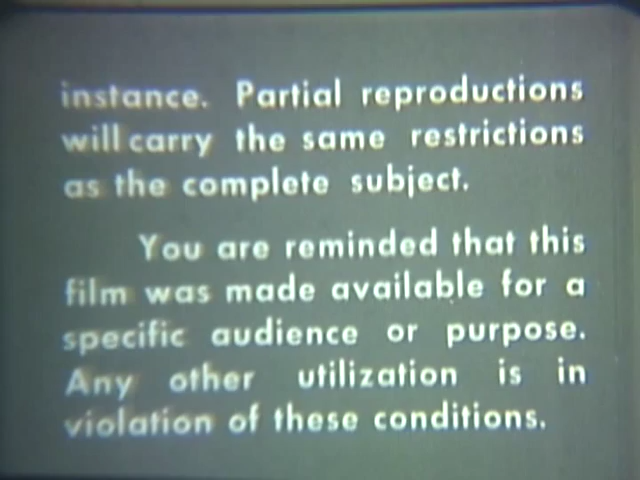 instance. Partial reproductions
will carry the same restrictions
as the complete subject.
You are reminded that this
film was made available for a
specific audience or purpose.
Any other utilization is in
violation of these conditions.